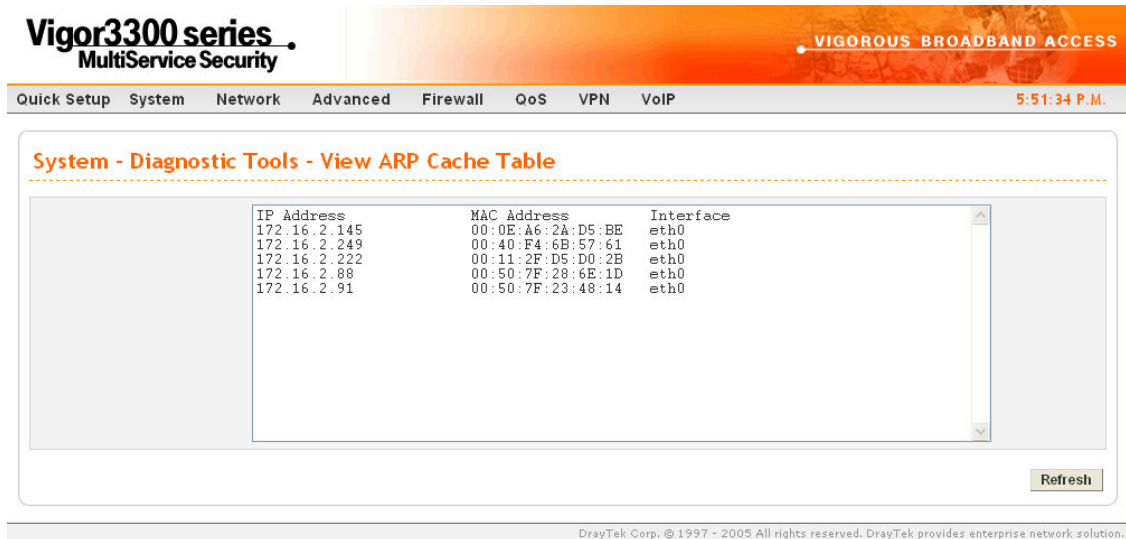 Vigor3300 series
MultiService Security
VIGOROUS BROADBAND ACCESS
Quick Setup System Network Advanced Firewall QoS VPN VoIP 5:51:34 P.M.
System - Diagnostic Tools - View ARP Cache Table
IP Address MAC Address Interface
172.16.2.145 00:0E:A6:2A:D5:BE eth0
172.16.2.249 00:40:F4:6B:57:61 eth0
172.16.2.222 00:11:2F:D5:D0:2B eth0
172.16.2.88 00:50:7F:28:6E:1D eth0
172.16.2.91 00:50:7F:23:48:14 eth0
Refresh
DrayTek Corp. © 1997 - 2005 All rights reserved. DrayTek provides enterprise network solution.